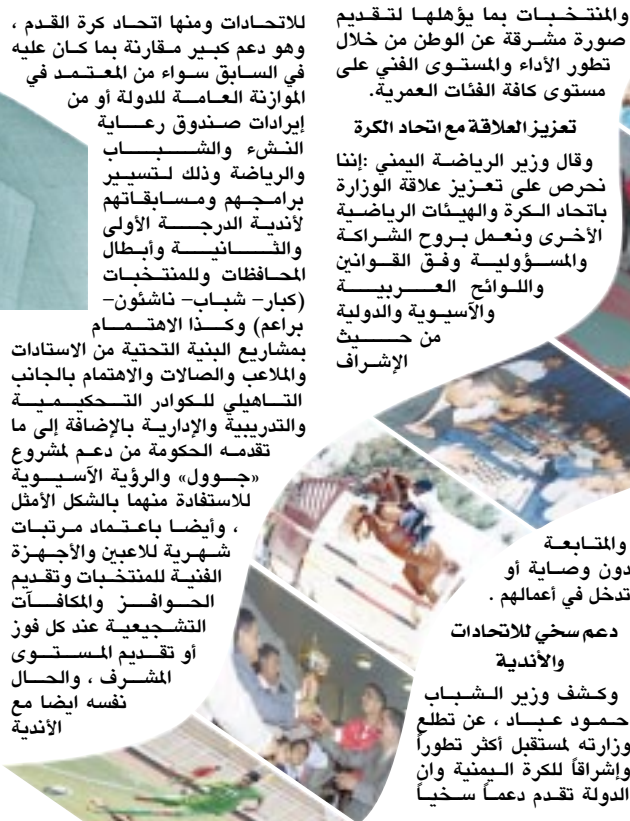 والمنتخبات بما يؤهلها لتقديم
صورة مشرقة عن الوطن من خلال
تطور الأداء والمستوى الفني على
مستوى كافة الفئات العمرية.
تعزيز العلاقة مع اتحاد الكرة
وقال وزير الرياضة اليمني :إننا
نحرص على تعزيز علاقة الوزارة
باتحاد الكرة والهيئات الرياضية
الأخرى ونعمل بروح الشراكة
والمسؤولية وفق القوانين
واللوائح العربية
والآسيوية والدولية
من حيث
الإشراف
والمتابعة
دون وصاية أو
تدخل في أعمالهم .
دعم سخي للاتحادات
والأندية
وكشف وزير الشباب
حمود عباد ، عن تطلع
وزارته لمستقبل أكثر تطوراً
وإشراقاً للكرة اليمنية وان
الدولة تقدم دعماً سخياً
للاتحادات ومنها اتحاد كرة القدم ،
وهو دعم كبير مقارنة بما كان عليه
في السابق سواء من المعتمد في
الموازنة العامة للدولة أو من
إيرادات صندوق رعاية
النشء والشباب
والرياضة وذلك لتسيير
برامجهم ومسابقاتهم
لأندية الدرجة الأولى
والثانية وأبطال
المحافظات وللمنتخبات
(كبار– شباب– ناشئون–
براعم) وكذا الاهتمام
بمشاريع البنية التحتية من الاستادات
والملاعب والصالات والاهتمام بالجانب
التاهيلي للكوادر التحكيمية
والتدريبية والإدارية بالإضافة إلى ما
تقدمه الحكومة من دعم لمشروع
«جوول» والرؤية الآسيوية
للاستفادة منهما بالشكل الأمثل
، وأيضا باعتماد مرتبات
شهرية للاعبين والأجهزة
الفنية للمنتخبات وتقديم
الحوافز والمكافآت
التشجيعية عند كل فوز
أو تقديم المستوى
المشرف ، والحال
نفسه ايضا مع
الأندية